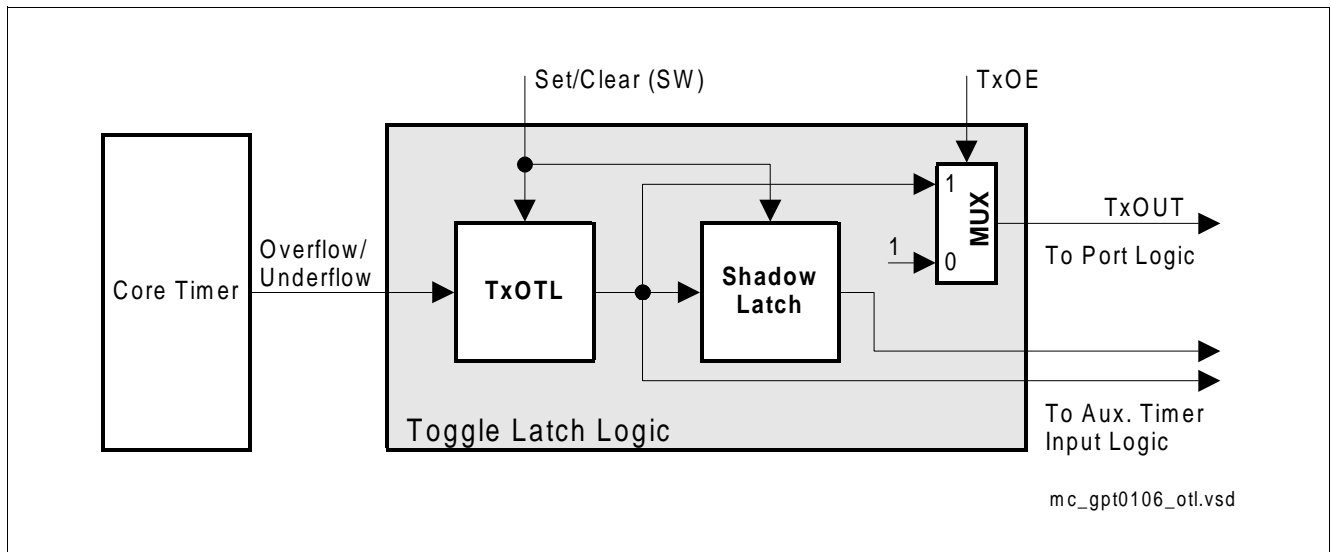 Set/Clear (SW)
TxOE
1
MUX
TxOUT
Overflow/
Underflow
1
0
To Port Logic
Core Timer
TxOTL
Shadow
Latch
Toggle Latch Logic
To Aux. Timer
Input Logic
mc_gpt0106_otl.vsd